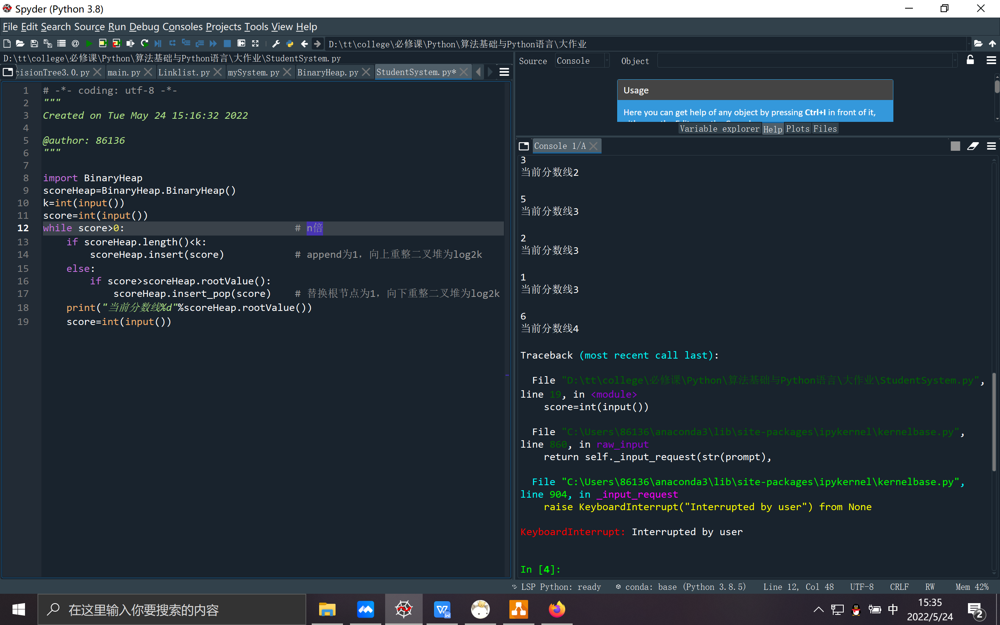 Spyder (Python 3.8)
File Edit Search Source Run Debug Consoles Projects Tools View Help
D:\tt\college\必修课\Python\算法基础与Python语言\大作业
D:\tt\college\必修课\Python\算法基础与Python语言\大作业\StudentSystem.py
cisionTree3.0.py main.py Linklist.py mySystem.py BinaryHeap.py StudentSystem.py*
1 # -*- coding: utf-8 -*-
2 """
3 Created on Tue May 24 15:16:32 2022
4
5 @author: 86136
6 """
7
8 import BinaryHeap
9 scoreHeap=BinaryHeap.BinaryHeap()
10 k=int(input())
11 score=int(input())
12 while score>0: # n倍
13 if scoreHeap.length()<k:
14 scoreHeap.insert(score) # append为1，向上重整二叉堆为log2k
15 else:
16 if score>scoreHeap.rootValue():
17 scoreHeap.insert_pop(score) # 替换根节点为1，向下重整二叉堆为log2k
18 print("当前分数线%d"%scoreHeap.rootValue())
19 score=int(input())
Source Console Object
Usage
Here you can get help of any object by pressing Ctrl+I in front of it,
Variable explorer Help Plots Files
Console 1/A
3
当前分数线2
5
当前分数线3
2
当前分数线3
1
当前分数线3
6
当前分数线4
Traceback (most recent call last):
File "D:\tt\college\必修课\Python\算法基础与Python语言\大作业\StudentSystem.py",
line 19, in <module>
score=int(input())
File "C:\Users\86136\anaconda3\lib\site-packages\ipykernel\kernelbase.py",
line 860, in raw_input
return self._input_request(str(prompt),
File "C:\Users\86136\anaconda3\lib\site-packages\ipykernel\kernelbase.py",
line 904, in _input_request
raise KeyboardInterrupt("Interrupted by user") from None
KeyboardInterrupt: Interrupted by user
In [4]:
LSP Python: ready conda: base (Python 3.8.5) Line 12, Col 48 UTF-8 CRLF RW Mem 42%
在这里输入你要搜索的内容
中
15:35
2022/5/24
2